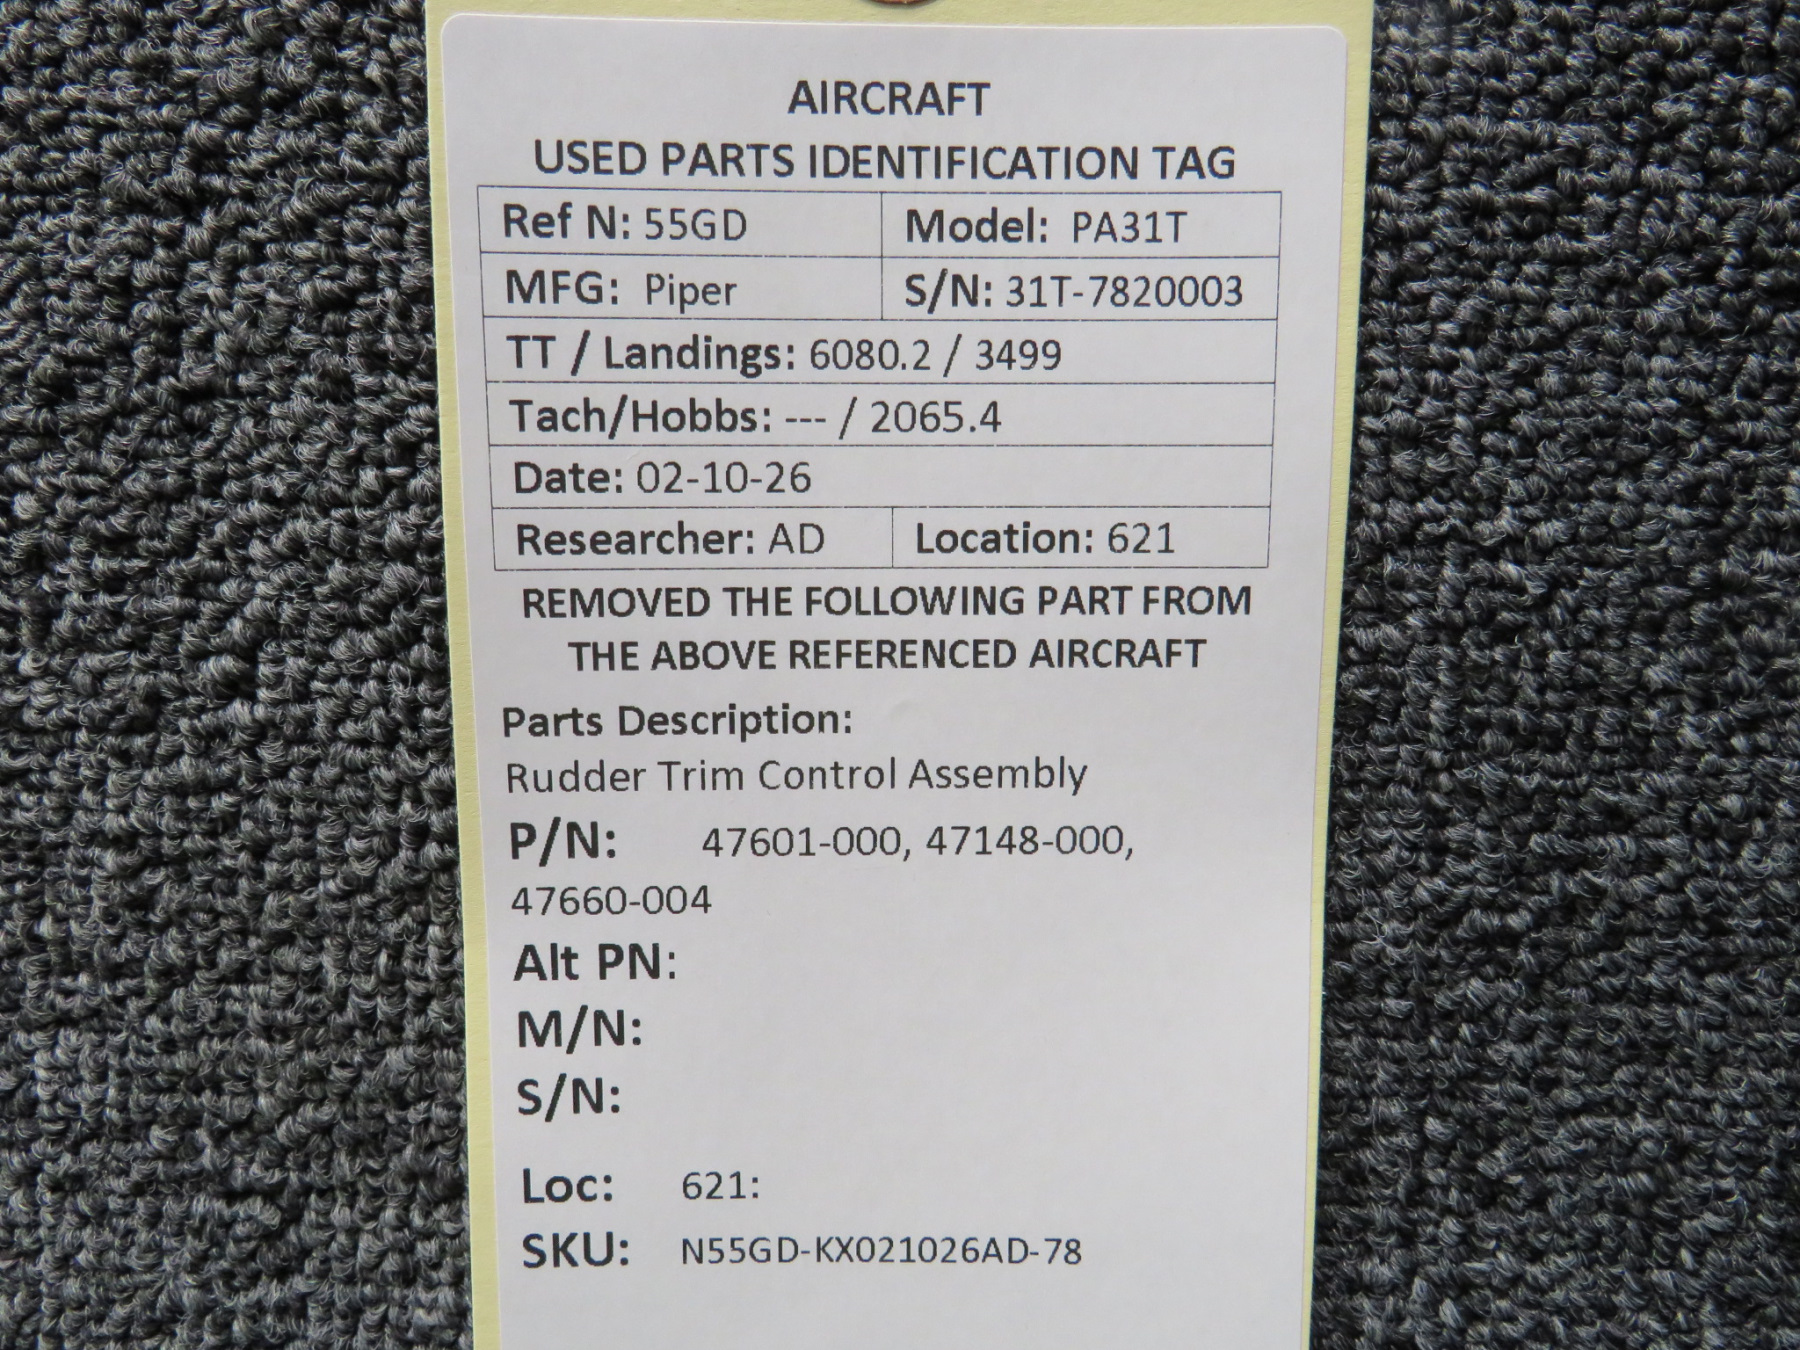 AIRCRAFT
USED PARTS IDENTIFICATION TAG
Ref N: 55GD Model: PA31T
MFG: Piper S/N: 31T-7820003
TT / Landings: 6080.2 / 3499
Tach/Hobbs: --- / 2065.4
Date: 02-10-26
Researcher: AD Location: 621
REMOVED THE FOLLOWING PART FROM
THE ABOVE REFERENCED AIRCRAFT
Parts Description:
Rudder Trim Control Assembly
P/N: 47601-000, 47148-000,
47660-004
Alt PN:
M/N:
S/N:
Loc: 621:
SKU: N55GD-KX021026AD-78